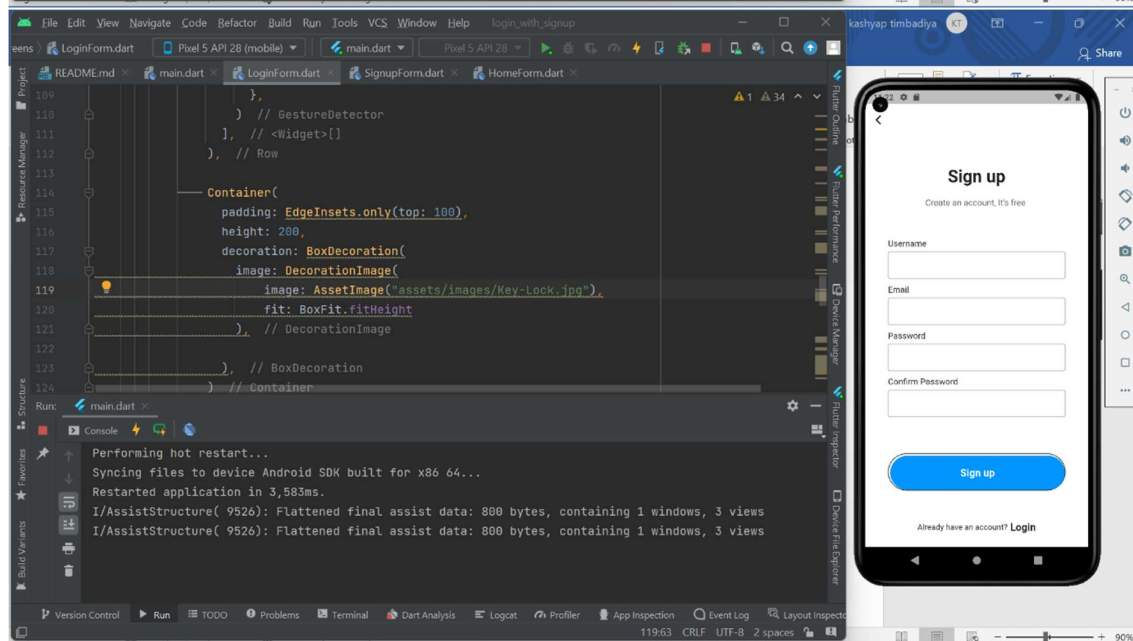 File Edit View Navigate Code Refactor Build Run Tools VCS Window Help login_with_signup
kashyap timbadiya KT
Share
LoginForm.dart Pixel 5 API 28 (mobile) main.dart Pixel 5 API 28
README.md main.dart LoginForm.dart SignupForm.dart HomeForm.dart
Project
Resource Manager
Structure
Favorites
Build Variants
1 34
109 },
110 ) // GestureDetector
111 ], // <Widget>[]
112 ), // Row
113
114 Container(
115 padding: EdgeInsets.only(top: 100),
116 height: 200,
117 decoration: BoxDecoration(
118 image: DecorationImage(
119 image: AssetImage("assets/images/Key-Lock.jpg"),
120 fit: BoxFit.fitHeight
121 ), // DecorationImage
122
123 ), // BoxDecoration
124 ) // Container
Flutter Outline
Flutter Performance
Device Manager
Flutter Inspector
Device File Explorer
Run: main.dart
Console
Performing hot restart...
Syncing files to device Android SDK built for x86 64...
Restarted application in 3,583ms.
I/AssistStructure( 9526): Flattened final assist data: 800 bytes, containing 1 windows, 3 views
I/AssistStructure( 9526): Flattened final assist data: 800 bytes, containing 1 windows, 3 views
Version Control Run TODO Problems Terminal Dart Analysis Logcat Profiler App Inspection Event Log Layout Inspecto
119:63 CRLF UTF-8 2 spaces
Sign up
Create an account, It's free
Username
Email
Password
Confirm Password
Sign up
Already have an account? Login
90%